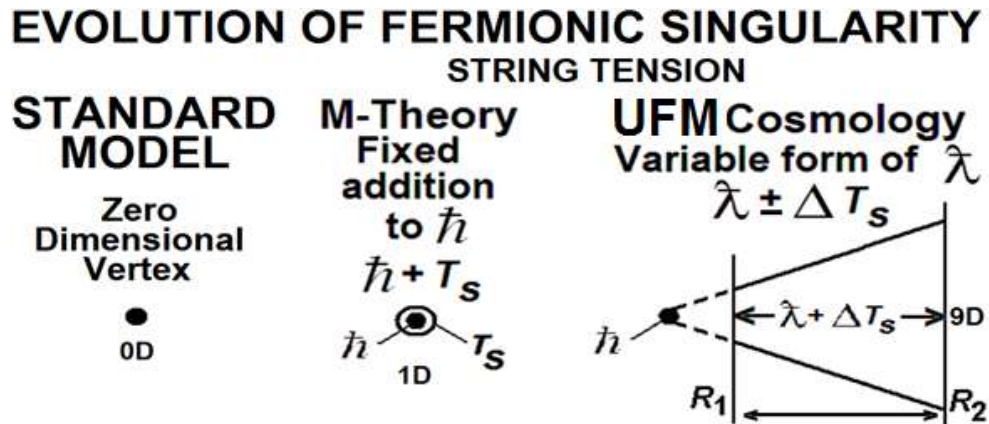 EVOLUTION OF FERMIONIC SINGULARITY
STRING TENSION
STANDARD
MODEL
Zero
Dimensional
Vertex
0D
M-Theory
Fixed
addition
to ℏ
ℏ + Ts
ℏ
Ts
1D
UFM Cosmology
Variable form of ƛ̂
ƛ̂ ± Δ Ts
ℏ
ƛ̂ + ΔTs
9D
R1
R2